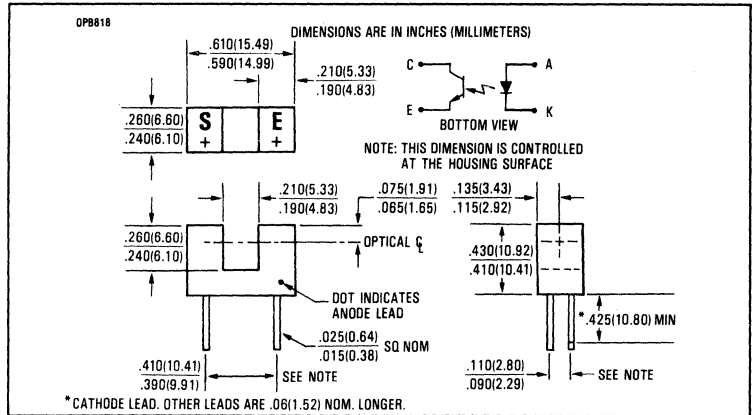 OPB818
DIMENSIONS ARE IN INCHES (MILLIMETERS)
.610(15.49)
.590(14.99)
.210(5.33)
.190(4.83)
C
A
E
K
BOTTOM VIEW
.260(6.60)
.240(6.10)
S
E
+
+
NOTE: THIS DIMENSION IS CONTROLLED
AT THE HOUSING SURFACE
.210(5.33)
.190(4.83)
.075(1.91)
.065(1.65)
.135(3.43)
.115(2.92)
.260(6.60)
.240(6.10)
OPTICAL ℄
.430(10.92)
.410(10.41)
DOT INDICATES
ANODE LEAD
*.425(10.80) MIN
.025(0.64)
.015(0.38)
SQ NOM
.410(10.41)
.390(9.91)
SEE NOTE
.110(2.80)
.090(2.29)
SEE NOTE
*CATHODE LEAD. OTHER LEADS ARE .06(1.52) NOM. LONGER.